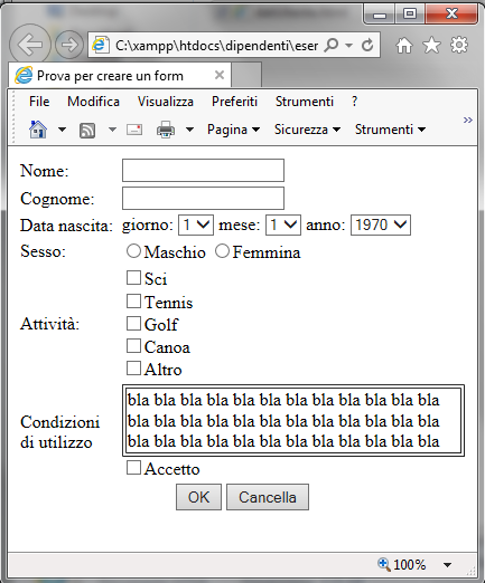 C:\xampp\htdocs\dipendenti\eser
Prova per creare un form
File Modifica Visualizza Preferiti Strumenti ?
Pagina Sicurezza Strumenti »
Nome:
Cognome:
Data nascita: giorno: 1 mese: 1 anno: 1970
Sesso: Maschio Femmina
Sci
Tennis
Attività: Golf
Canoa
Altro
bla bla bla bla bla bla bla bla bla bla bla bla
Condizioni di utilizzo bla bla bla bla bla bla bla bla bla bla bla bla
bla bla bla bla bla bla bla bla bla bla bla bla
Accetto
OK Cancella
100%